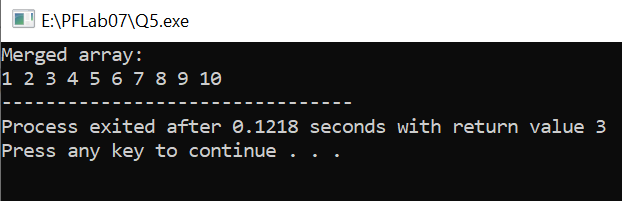 E:\PFLab07\Q5.exe
Merged array:
1 2 3 4 5 6 7 8 9 10
--------------------------------
Process exited after 0.1218 seconds with return value 3
Press any key to continue . . .